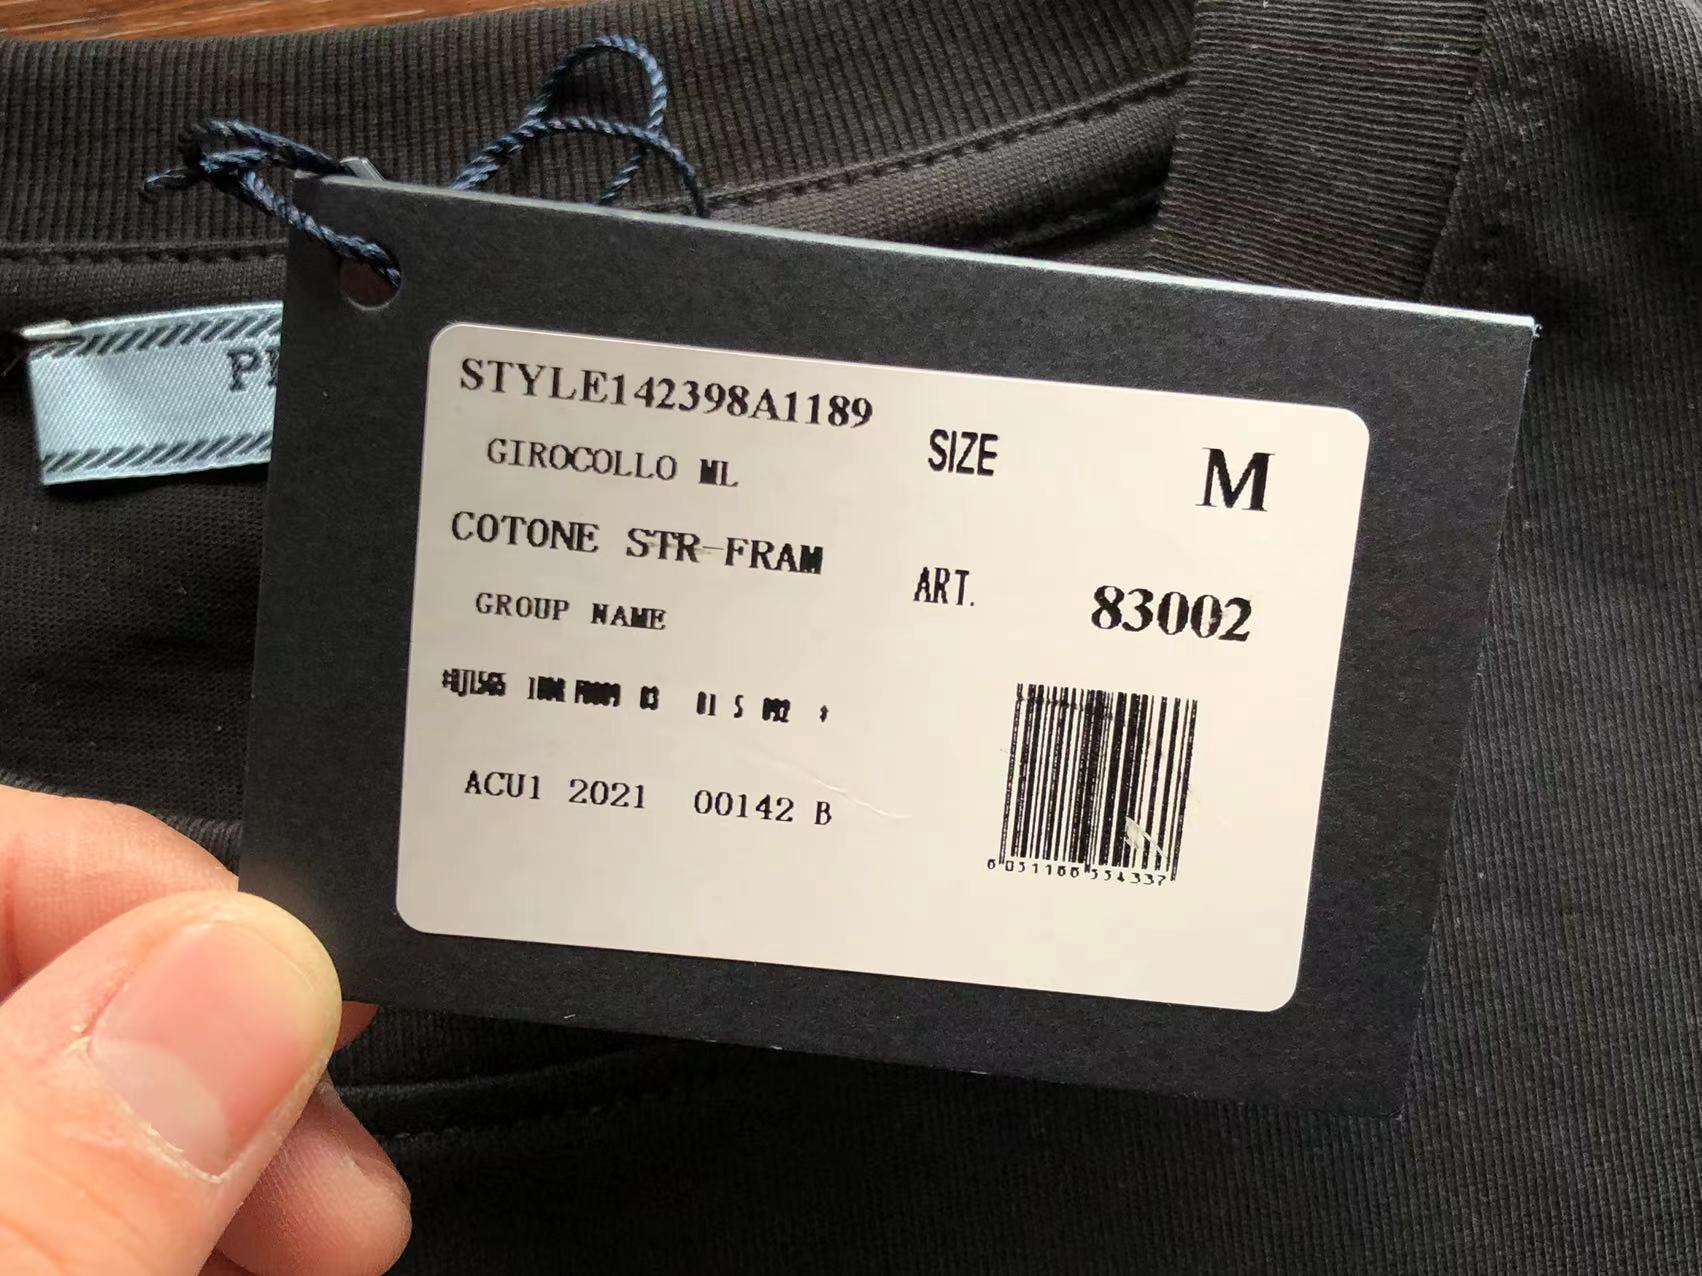 STYLE142398A1189
GIROCOLLO ML
COTONE STR-FRAM
GROUP NAME
ACU1 2021 00142 B
SIZE M
ART. 83002